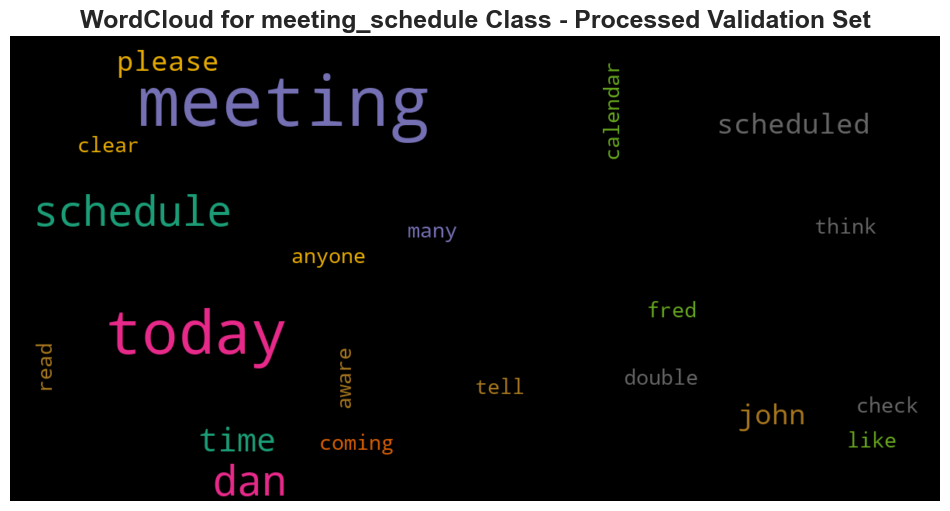 WordCloud for meeting_schedule Class - Processed Validation Set
please
meeting
calendar
scheduled
clear
schedule
many
think
anyone
fred
today
read
aware
tell
double
john
check
time
coming
like
dan